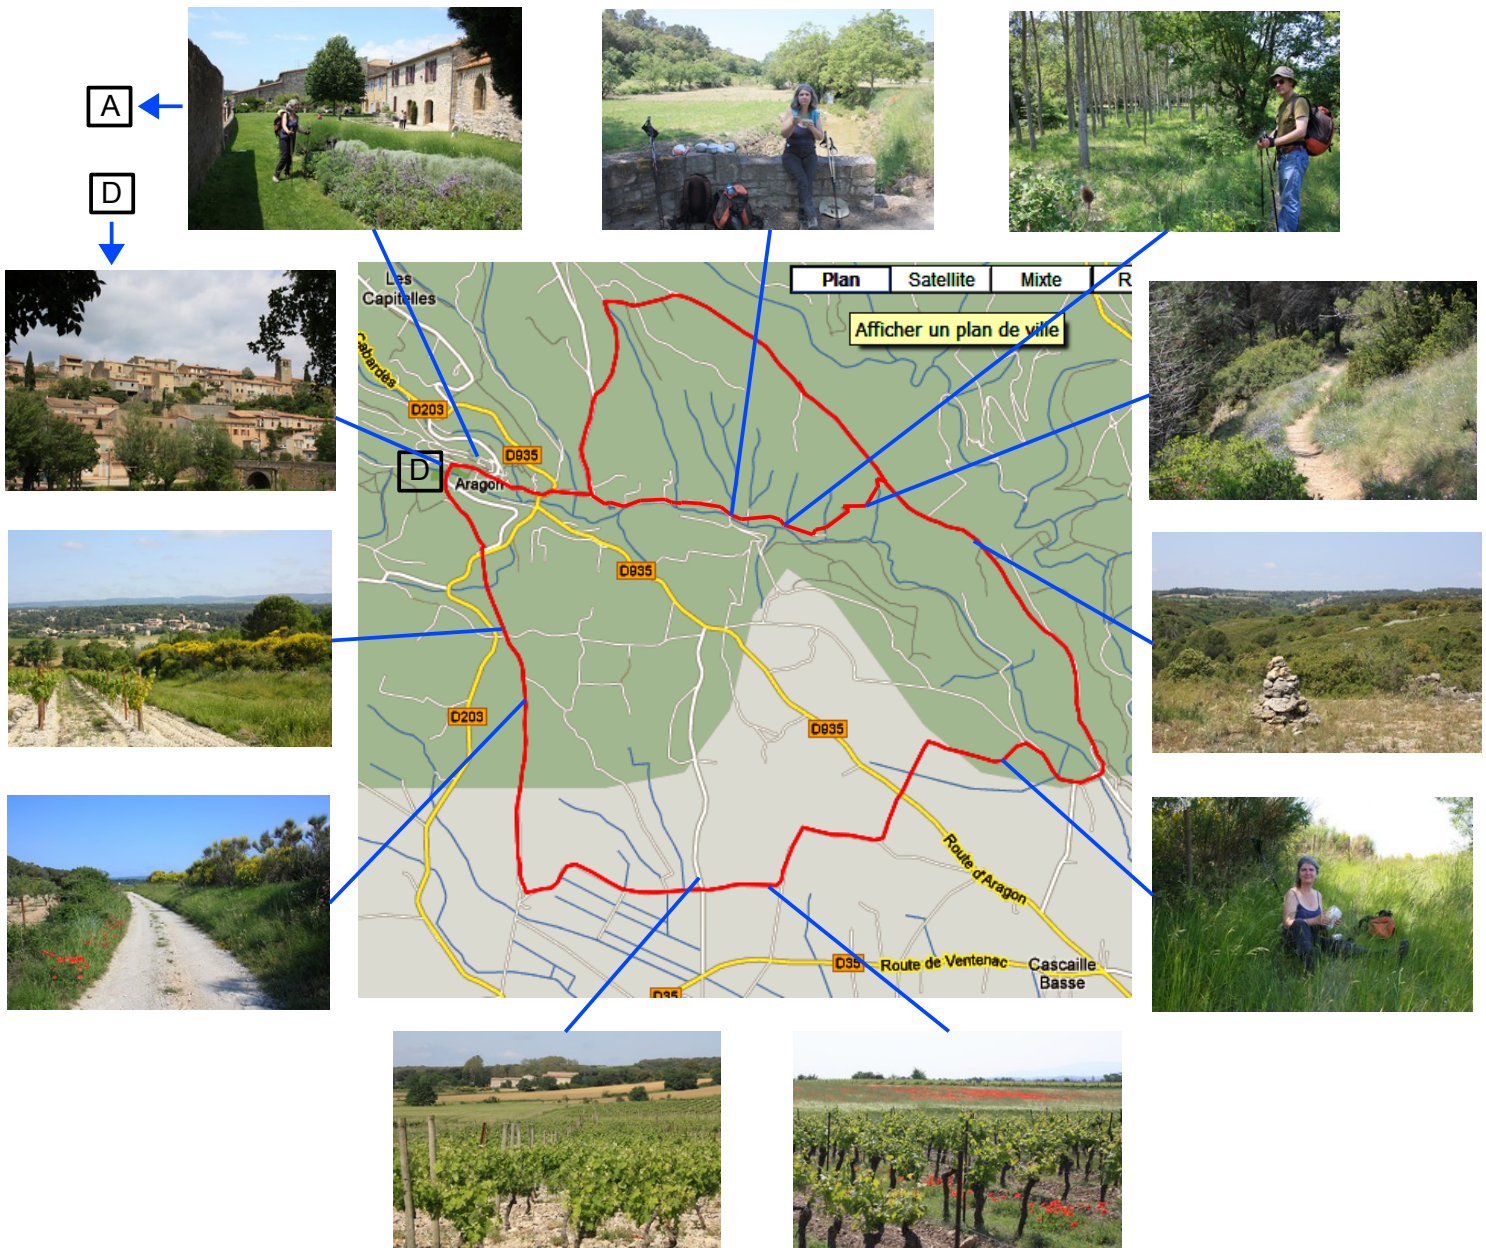 A
D
Les
Capitelles
Plan
Satellite
Mixte
R
Afficher un plan de ville
Cabardès
D203
D935
D
Aragon
D935
D203
D935
Route d'Aragon
D35
Route de Ventenac
Cascaille
Basse
D35